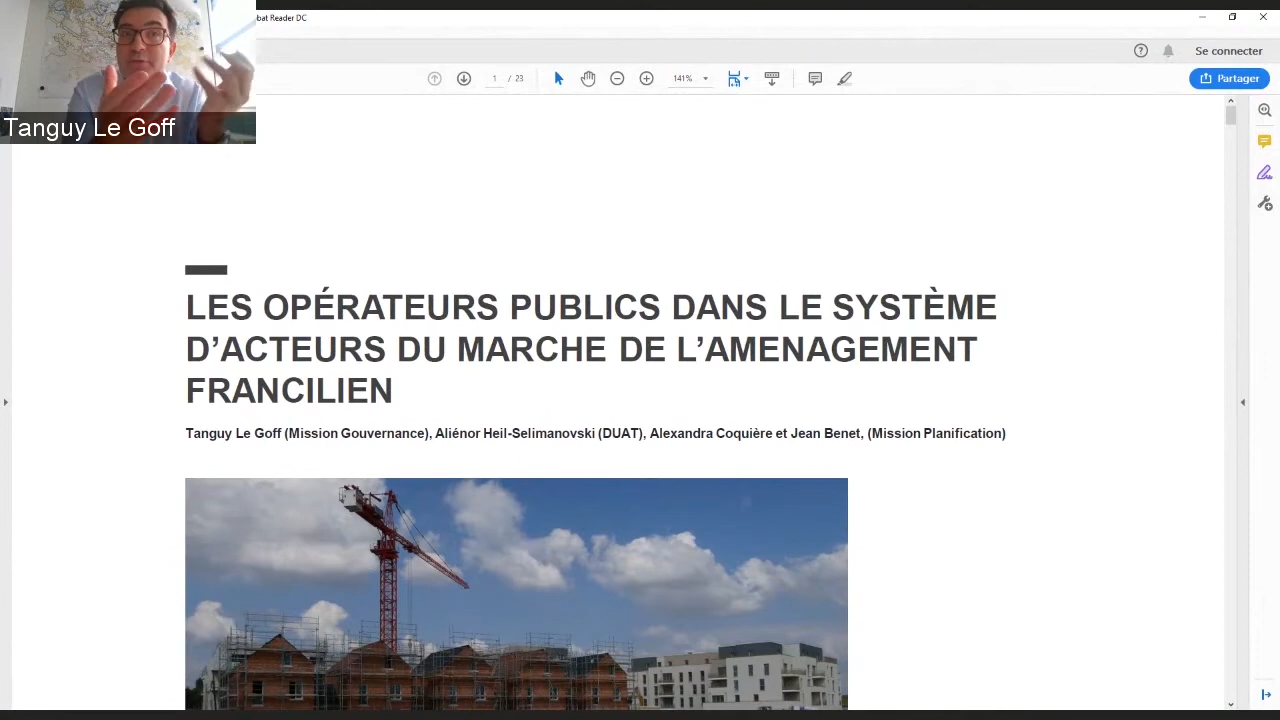 bat Reader DC
Se connecter
1 / 23
141%
Partager
Tanguy Le Goff
LES OPÉRATEURS PUBLICS DANS LE SYSTÈME
D’ACTEURS DU MARCHE DE L’AMENAGEMENT
FRANCILIEN
Tanguy Le Goff (Mission Gouvernance), Aliénor Heil-Selimanovski (DUAT), Alexandra Coquière et Jean Benet, (Mission Planification)